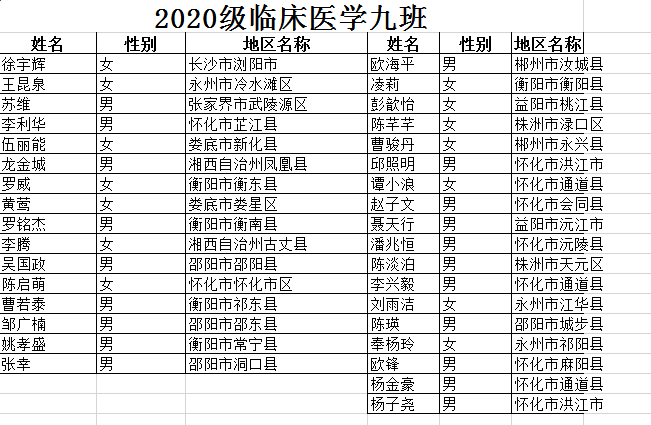 2020级临床医学九班
姓名 性别 地区名称 姓名 性别 地区名称
徐宇辉 女 长沙市浏阳市 欧海平 男 郴州市汝城县
王昆泉 女 永州市冷水滩区 凌莉 女 衡阳市衡阳县
苏维 男 张家界市武陵源区 彭歆怡 女 益阳市桃江县
李利华 男 怀化市芷江县 陈芊芊 女 株洲市渌口区
伍丽能 女 娄底市新化县 曹骏丹 女 郴州市永兴县
龙金城 男 湘西自治州凤凰县 邱照明 男 怀化市洪江市
罗威 女 衡阳市衡东县 谭小浪 女 怀化市通道县
黄莺 女 娄底市娄星区 赵子文 男 怀化市会同县
罗铭杰 男 衡阳市衡南县 聂天行 男 益阳市沅江市
李腾 女 湘西自治州古丈县 潘兆恒 男 怀化市沅陵县
吴国政 男 邵阳市邵阳县 陈淡泊 男 株洲市天元区
陈启萌 女 怀化市怀化市区 李兴毅 男 怀化市通道县
曹若泰 男 衡阳市祁东县 刘雨洁 女 永州市江华县
邹广楠 男 邵阳市邵东县 陈瑛 男 邵阳市城步县
姚孝盛 男 衡阳市常宁县 奉杨玲 女 永州市祁阳县
张幸 男 邵阳市洞口县 欧锋 男 怀化市麻阳县
杨金豪 男 怀化市通道县
杨子尧 男 怀化市洪江市